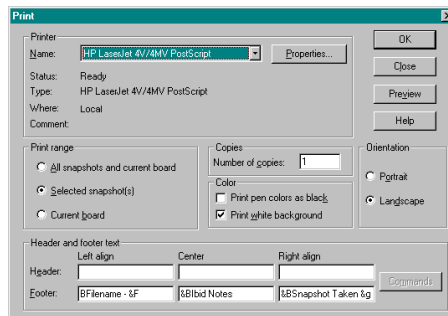 Print
Printer
Name: HP LaserJet 4V/4MV PostScript Properties... OK
Status: Ready Close
Type: HP LaserJet 4V/4MV PostScript
Where: Local Preview
Comment: Help
Print range Copies Orientation
All snapshots and current board Number of copies: 1
Color Portrait
Selected snapshot(s) Print pen colors as black
Current board Print white background Landscape
Header and footer text
Left align Center Right align
Header: Commands
Footer: BFilename - &F &BIbid Notes &BSnapshot Taken &g